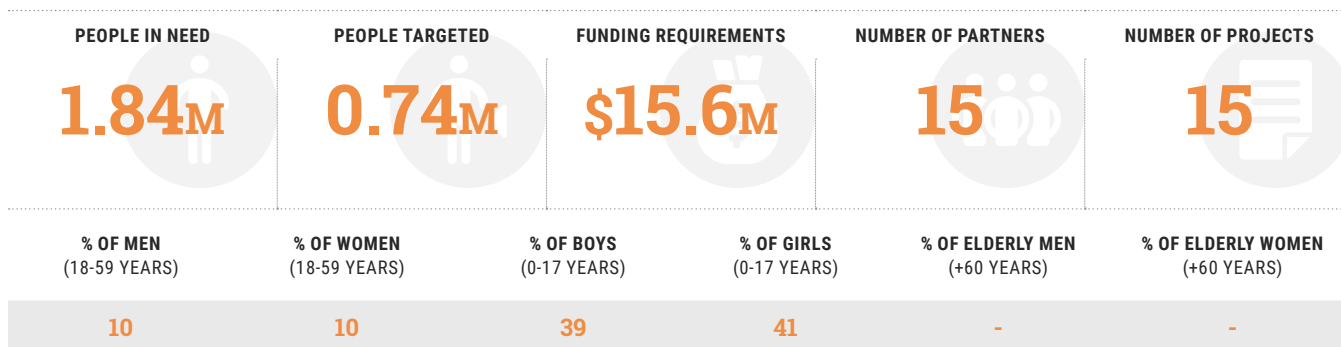 PEOPLE IN NEED PEOPLE TARGETED FUNDING REQUIREMENTS NUMBER OF PARTNERS NUMBER OF PROJECTS
1.84M 0.74M $15.6M 15 15
% OF MEN % OF WOMEN % OF BOYS % OF GIRLS % OF ELDERLY MEN % OF ELDERLY WOMEN
(18-59 YEARS) (18-59 YEARS) (0-17 YEARS) (0-17 YEARS) (+60 YEARS) (+60 YEARS)
10 10 39 41 - -